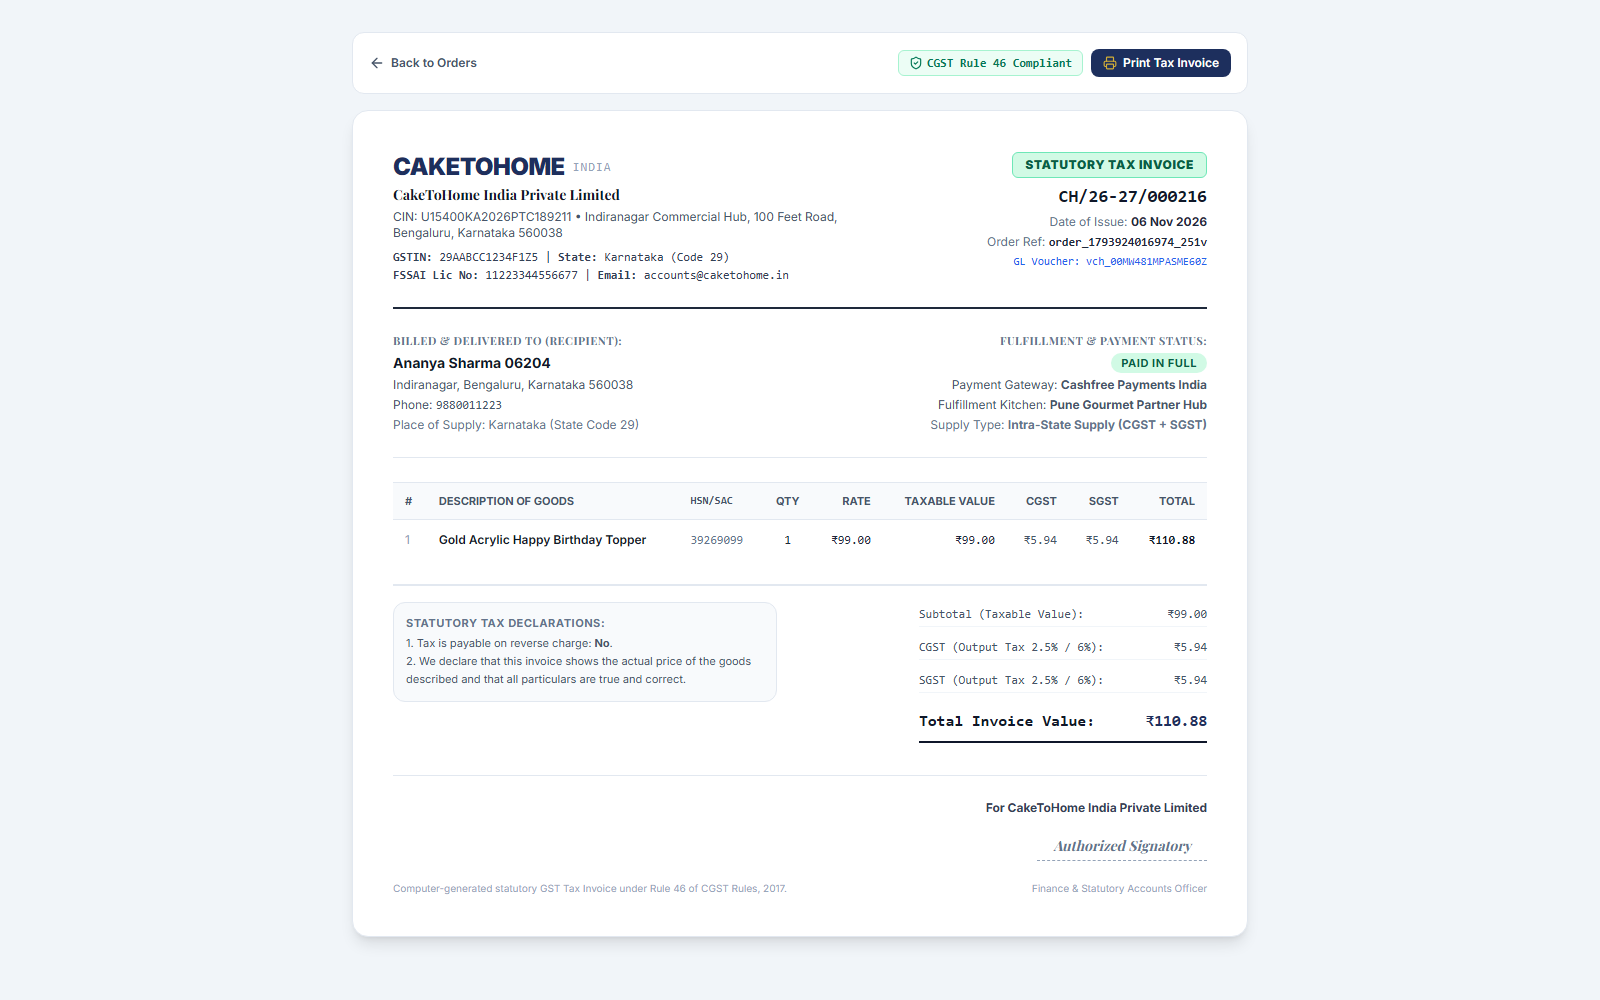 Back to Orders
CGST Rule 46 Compliant
Print Tax Invoice
CAKETOHOME INDIA
CakeToHome India Private Limited
CIN: U15400KA2026PTC189211 • Indiranagar Commercial Hub, 100 Feet Road,
Bengaluru, Karnataka 560038
GSTIN: 29AABCC1234F1Z5 | State: Karnataka (Code 29)
FSSAI Lic No: 11223344556677 | Email: accounts@caketohome.in
STATUTORY TAX INVOICE
CH/26-27/000216
Date of Issue: 06 Nov 2026
Order Ref: order_1793924016974_251v
GL Voucher: vch_00MW481MPASME60Z
BILLED & DELIVERED TO (RECIPIENT):
Ananya Sharma 06204
Indiranagar, Bengaluru, Karnataka 560038
Phone: 9880011223
Place of Supply: Karnataka (State Code 29)
FULFILLMENT & PAYMENT STATUS:
PAID IN FULL
Payment Gateway: Cashfree Payments India
Fulfillment Kitchen: Pune Gourmet Partner Hub
Supply Type: Intra-State Supply (CGST + SGST)
# DESCRIPTION OF GOODS HSN/SAC QTY RATE TAXABLE VALUE CGST SGST TOTAL
1 Gold Acrylic Happy Birthday Topper 39269099 1 ₹99.00 ₹99.00 ₹5.94 ₹5.94 ₹110.88
STATUTORY TAX DECLARATIONS:
1. Tax is payable on reverse charge: No.
2. We declare that this invoice shows the actual price of the goods
described and that all particulars are true and correct.
Subtotal (Taxable Value): ₹99.00
CGST (Output Tax 2.5% / 6%): ₹5.94
SGST (Output Tax 2.5% / 6%): ₹5.94
Total Invoice Value: ₹110.88
For CakeToHome India Private Limited
Authorized Signatory
Computer-generated statutory GST Tax Invoice under Rule 46 of CGST Rules, 2017.
Finance & Statutory Accounts Officer